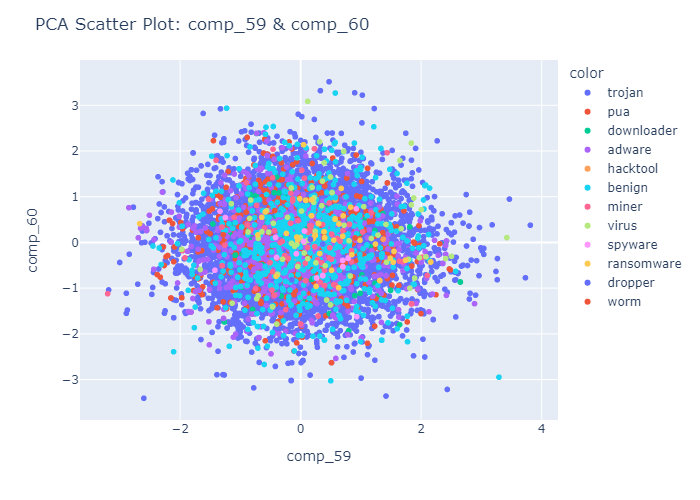 PCA Scatter Plot: comp_59 & comp_60
color
trojan
pua
downloader
adware
hacktool
benign
miner
virus
spyware
ransomware
dropper
worm
comp_60
3
2
1
0
−1
−2
−3
−2
0
2
4
comp_59